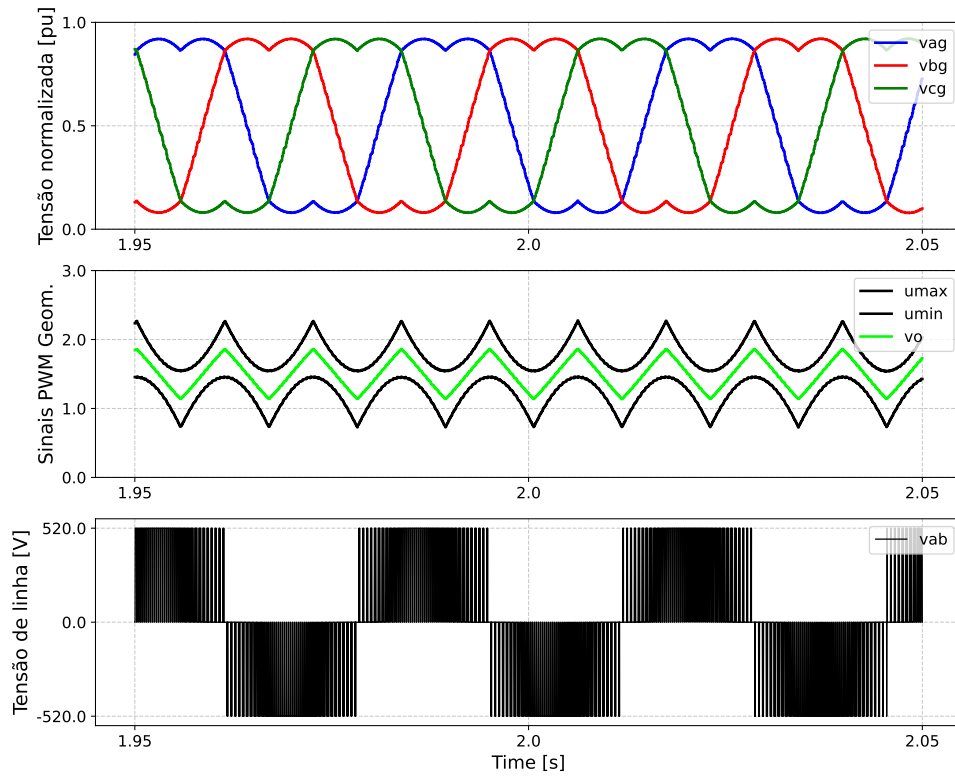 Tensão normalizada [pu]
1.0
0.5
0.0
vag
vbg
vcg
1.95
2.0
2.05
Sinais PWM Geom.
3.0
2.0
1.0
0.0
umax
umin
vo
1.95
2.0
2.05
Tensão de linha [V]
520.0
0.0
-520.0
vab
1.95
2.0
2.05
Time [s]